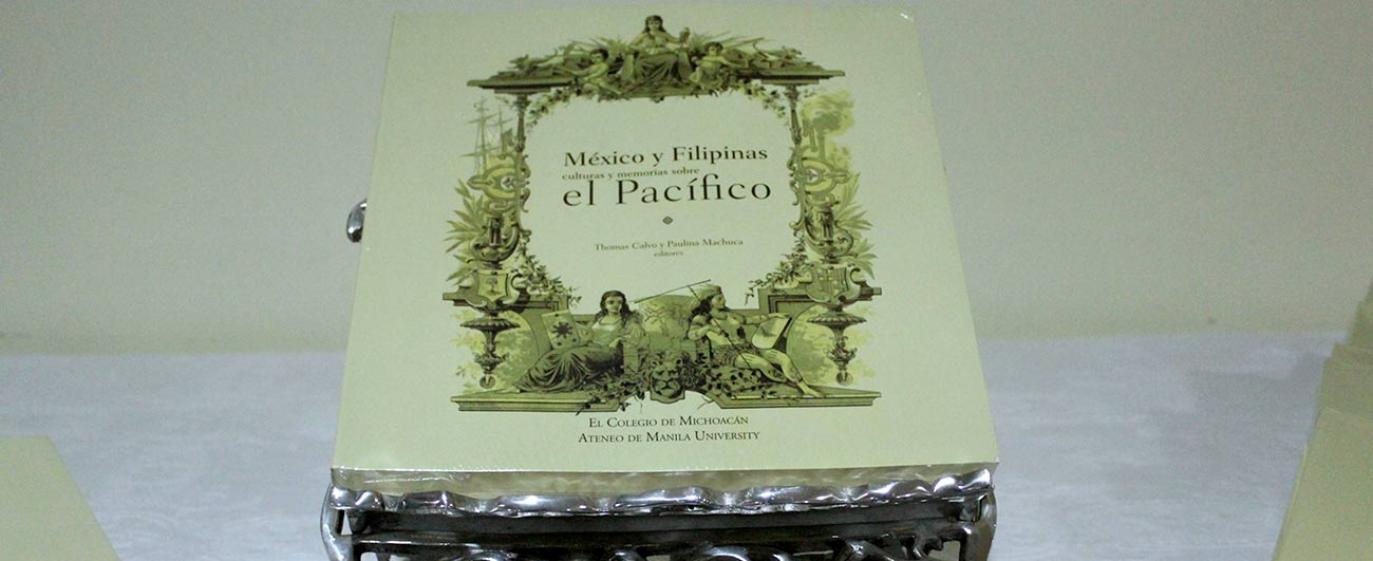 México y Filipinas
culturas y memorias sobre
el Pacífico
Thomas Calvo y Paulina Machuca
editores
El Colegio de Michoacán
Ateneo de Manila University